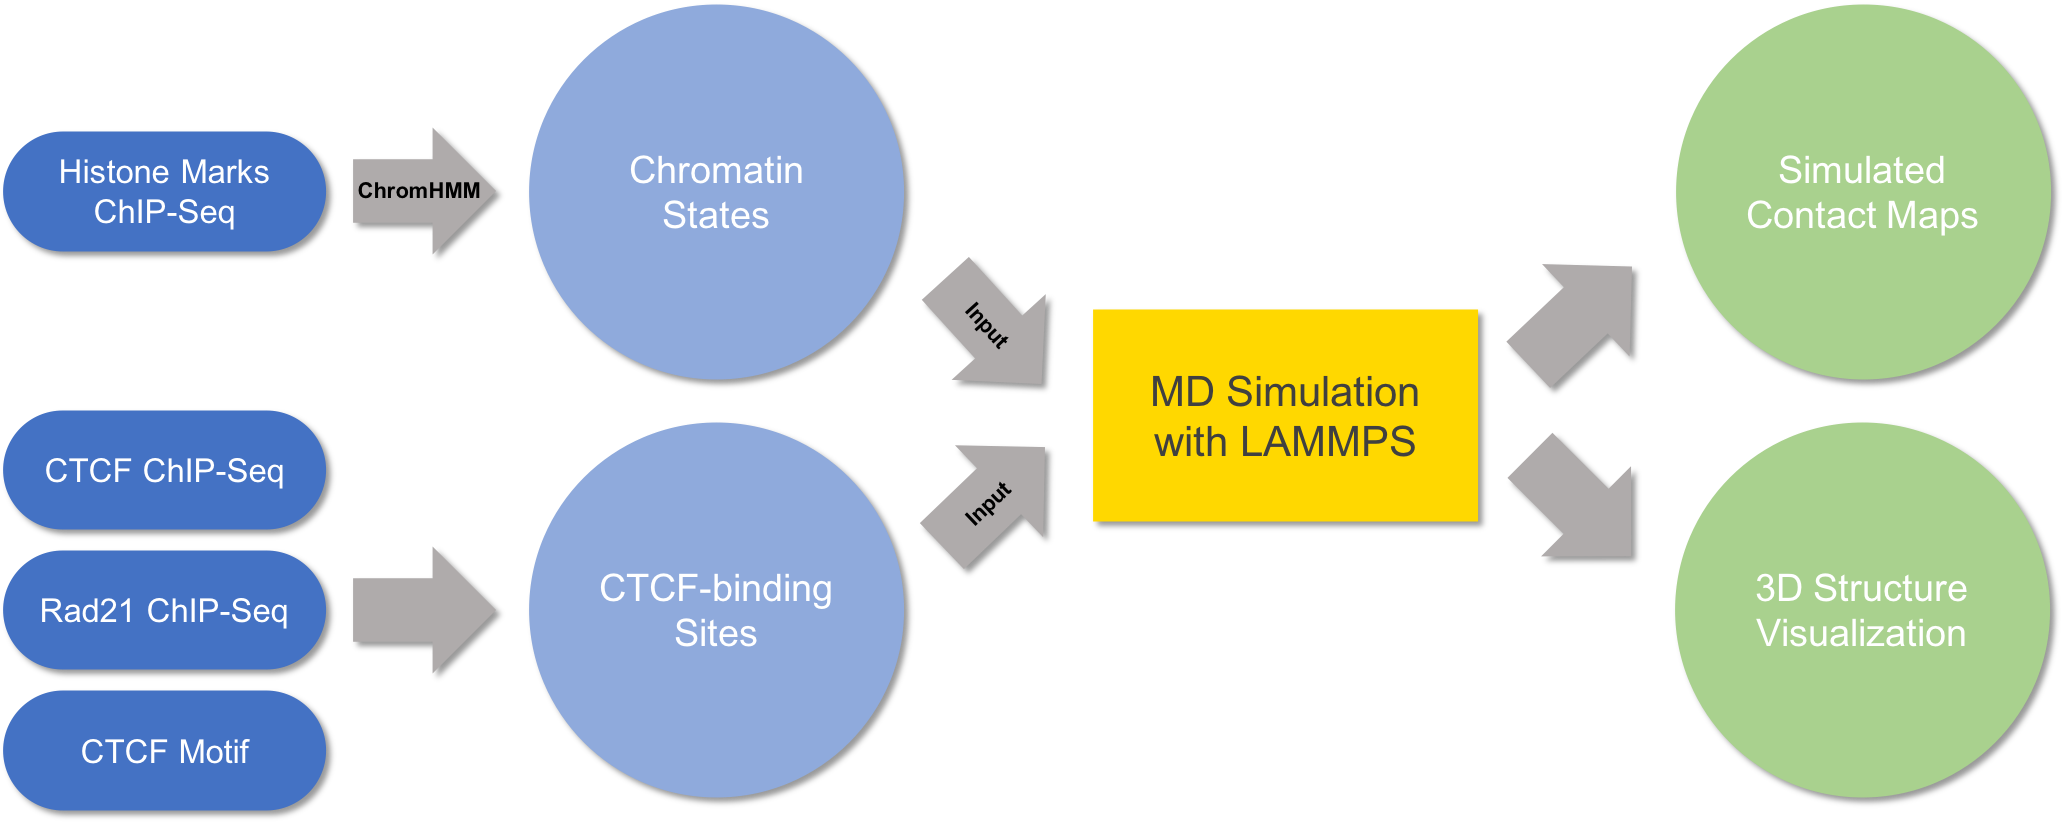 Histone Marks
ChIP-Seq
ChromHMM
Chromatin
States
CTCF ChIP-Seq
Rad21 ChIP-Seq
CTCF Motif
CTCF-binding
Sites
Input
Input
MD Simulation
with LAMMPS
Simulated
Contact Maps
3D Structure
Visualization